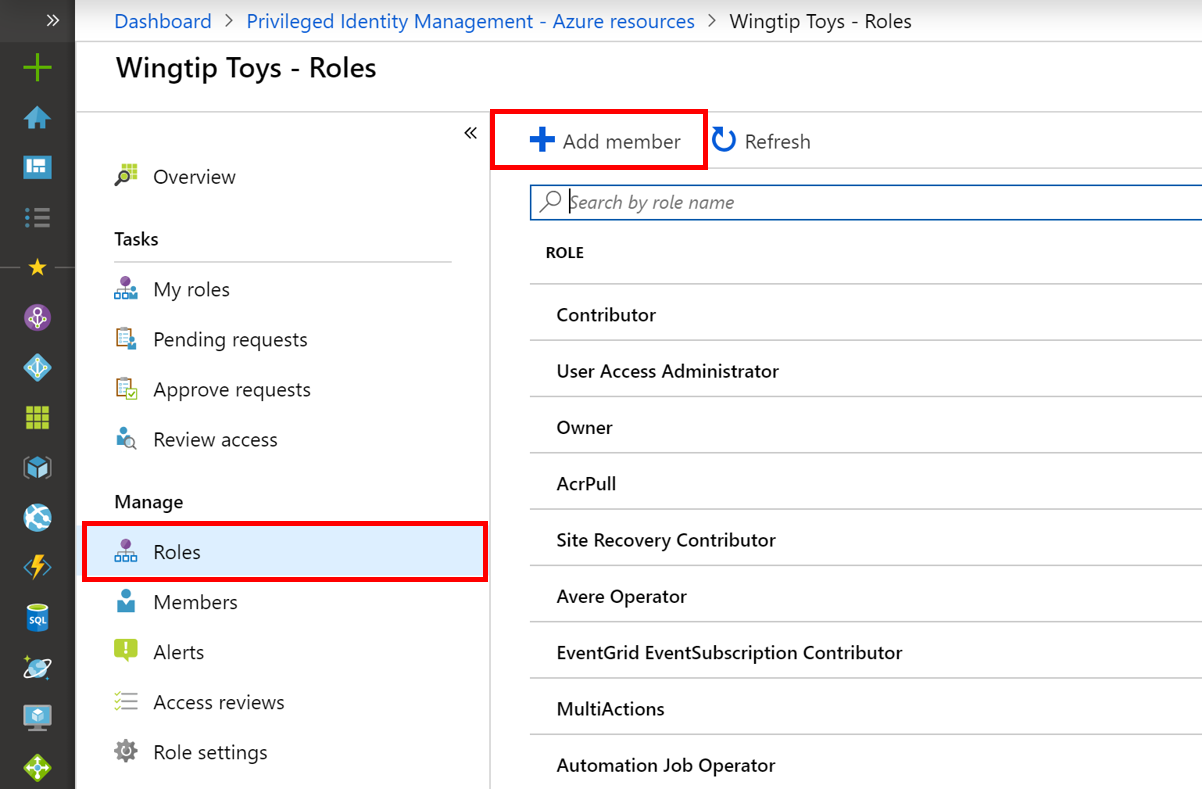 Dashboard > Privileged Identity Management - Azure resources > Wingtip Toys - Roles
Wingtip Toys - Roles
Overview
Tasks
My roles
Pending requests
Approve requests
Review access
Manage
Roles
Members
Alerts
Access reviews
Role settings
Add member
Refresh
Search by role name
ROLE
Contributor
User Access Administrator
Owner
AcrPull
Site Recovery Contributor
Avere Operator
EventGrid EventSubscription Contributor
MultiActions
Automation Job Operator
SQL